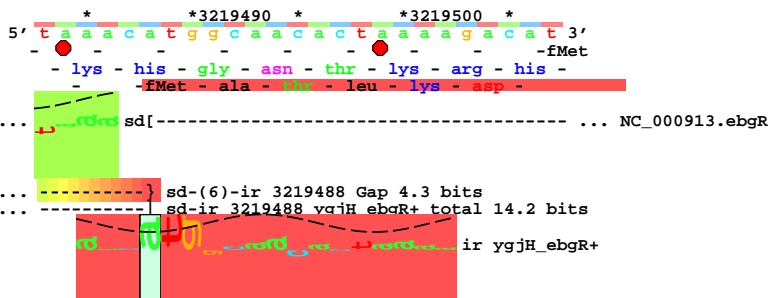 * *3219490 * *3219500 *
5' t a a a c a t g g c a a c a c t a a a a g a c a t 3'
- - - - - - - - -fMet
- lys - his - gly - asn - thr - lys - arg - his -
- -fMet - ala - thr - leu - lys - asp -
... sd[------------------------------------------- ... NC_000913.ebgR
... -----------} sd-(6)-ir 3219488 Gap 4.3 bits
... -----------| sd-ir 3219488 ygjH_ebgR+ total 14.2 bits
a t g ir ygjH_ebgR+